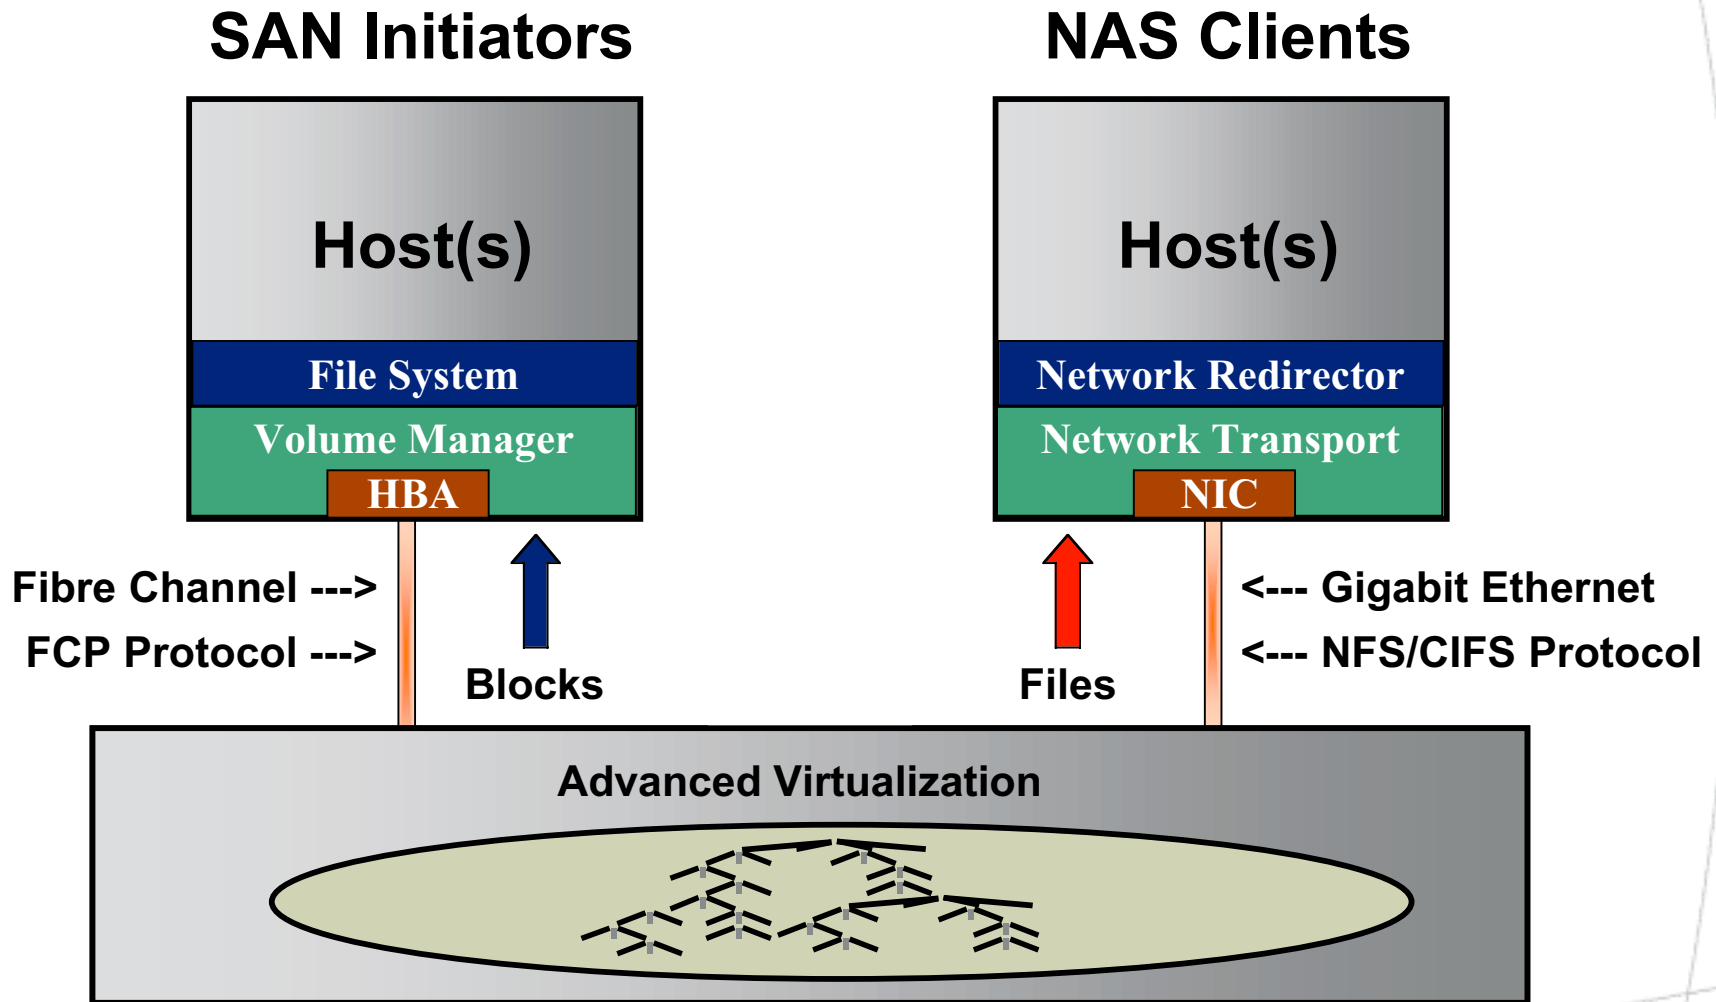 SAN Initiators
Host(s)
File System
Volume Manager
HBA
Fibre Channel --->
FCP Protocol --->
Blocks
NAS Clients
Host(s)
Network Redirector
Network Transport
NIC
Files
<--- Gigabit Ethernet
<--- NFS/CIFS Protocol
Advanced Virtualization